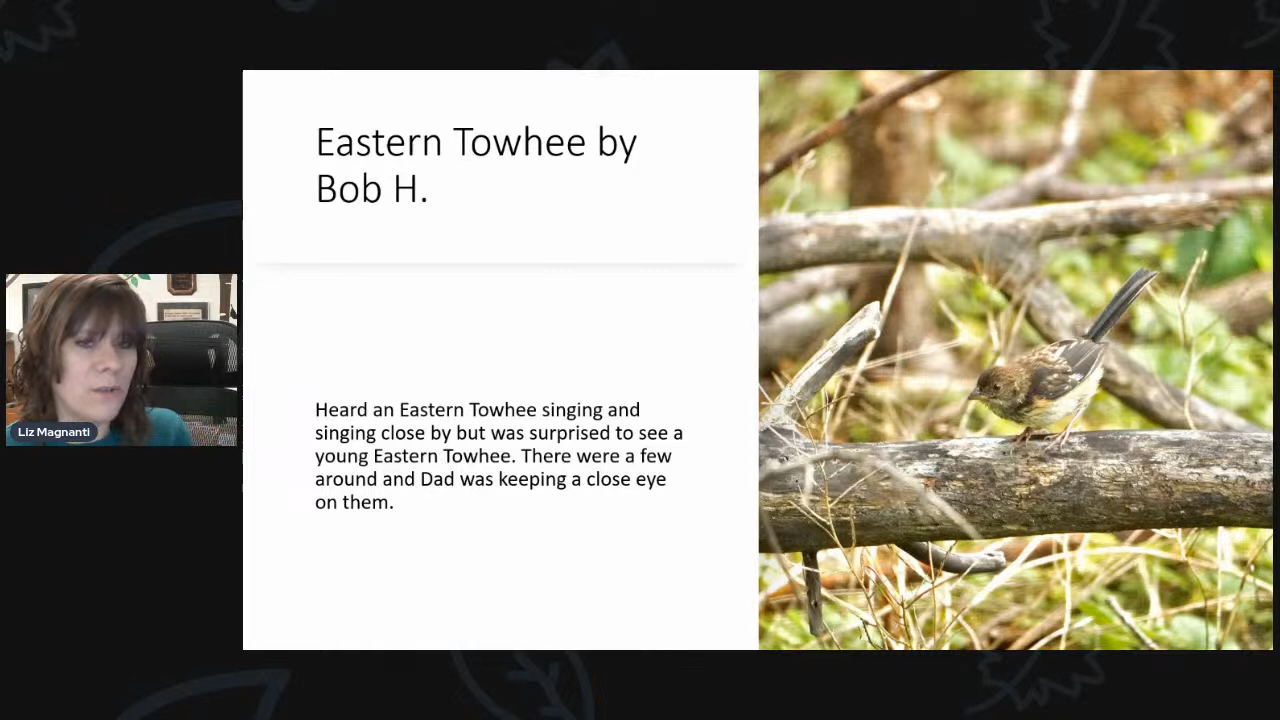 Eastern Towhee by
Bob H.
Heard an Eastern Towhee singing and
singing close by but was surprised to see a
young Eastern Towhee. There were a few
around and Dad was keeping a close eye
on them.
Liz Magnanti